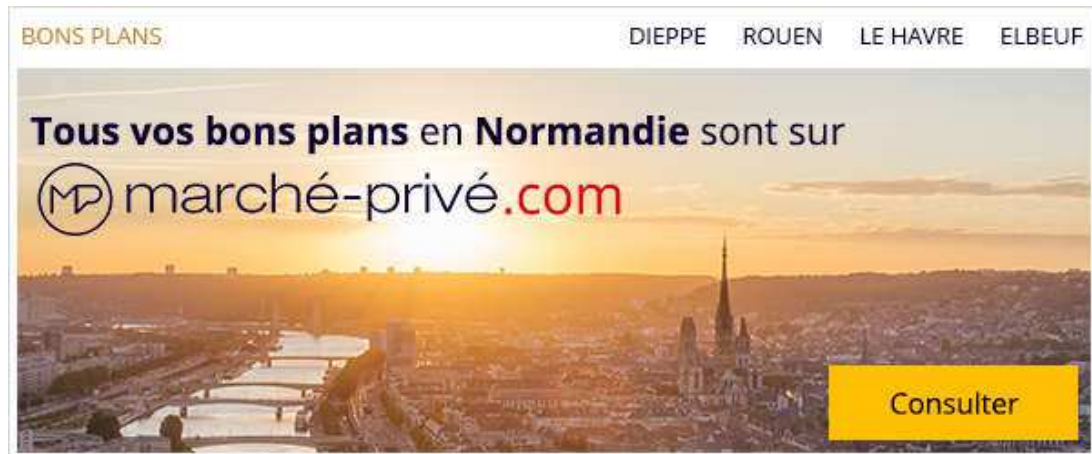 BONS PLANS DIEPPE ROUEN LE HAVRE ELBEUF
Tous vos bons plans en Normandie sont sur
MP marché-privé.com
Consulter